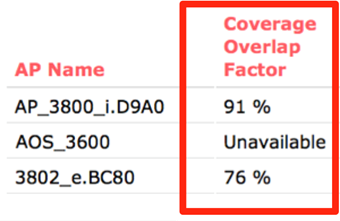 Coverage
Overlap
AP Name Factor
AP_3800_i.D9A0 91 %
AOS_3600 Unavailable
3802_e.BC80 76 %